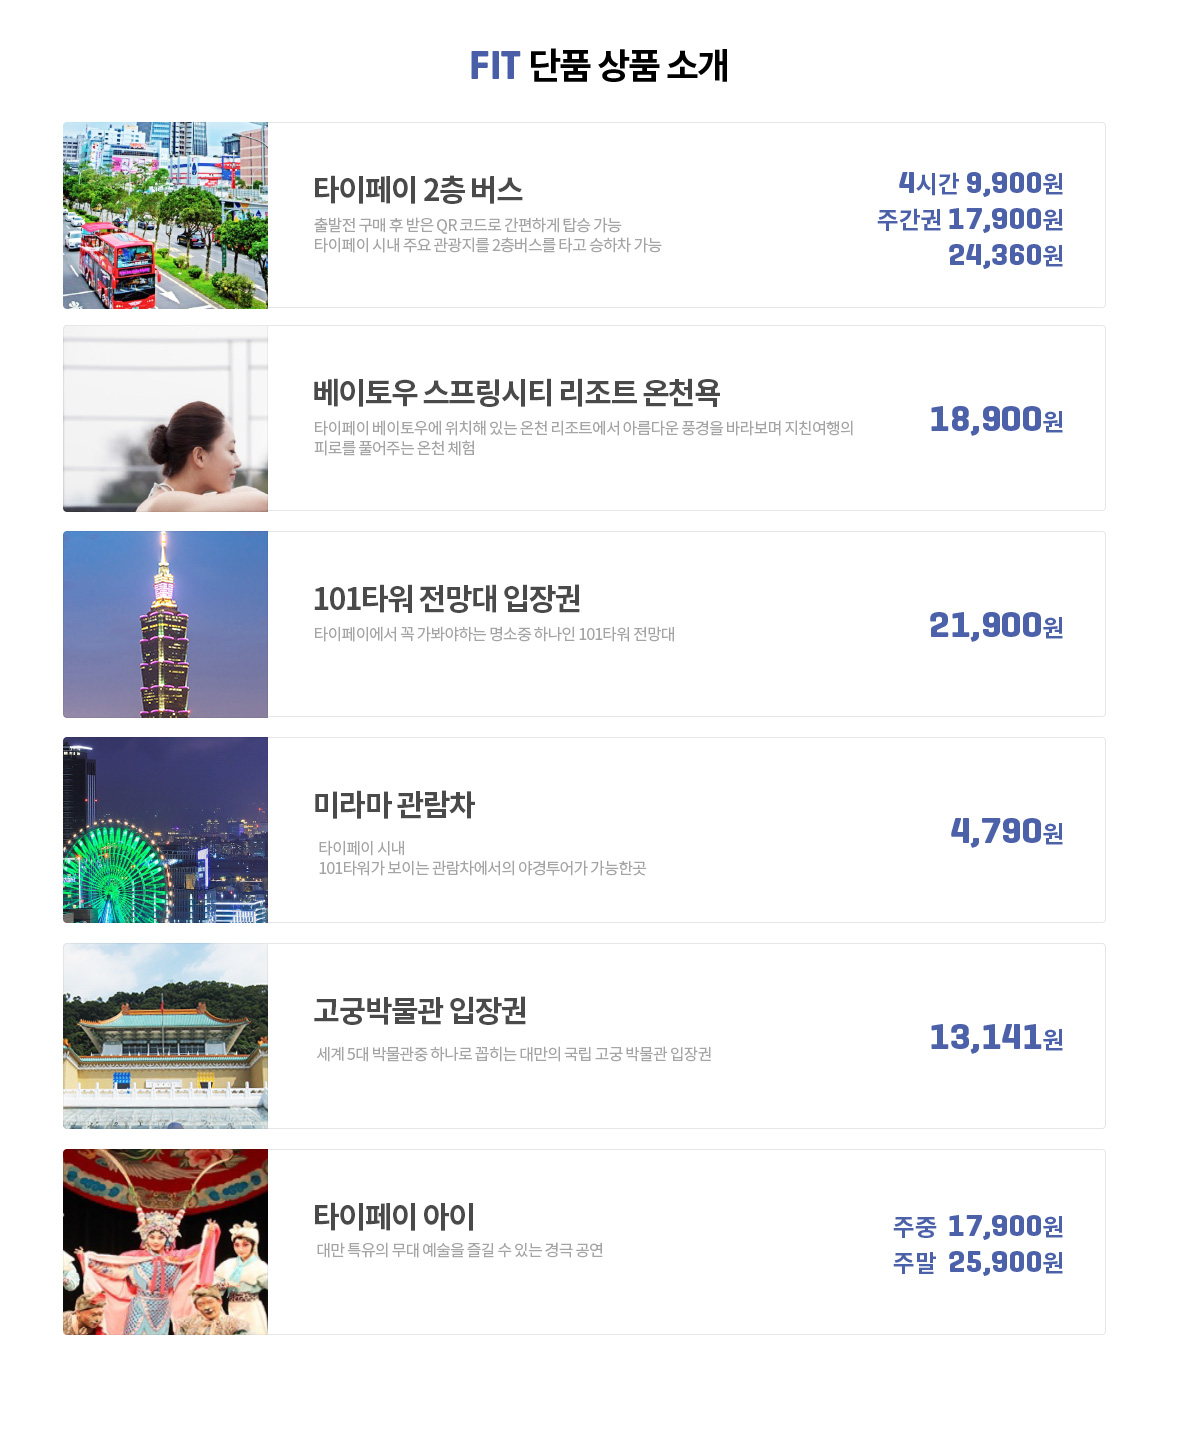 FIT 단품 상품 소개
타이페이 2층 버스
출발전 구매 후 받은 QR 코드로 간편하게 탑승 가능
타이페이 시내 주요 관광지를 2층버스를 타고 승하차 가능
4시간 9,900원
주간권 17,900원
24,360원
베이토우 스프링시티 리조트 온천욕
타이페이 베이토우에 위치해 있는 온천 리조트에서 아름다운 풍경을 바라보며 지친여행의
피로를 풀어주는 온천 체험
18,900원
101타워 전망대 입장권
타이페이에서 꼭 가봐야하는 명소중 하나인 101타워 전망대
21,900원
미라마 관람차
타이페이 시내
101타워가 보이는 관람차에서의 야경투어가 가능한곳
4,790원
고궁박물관 입장권
세계 5대 박물관중 하나로 꼽히는 대만의 국립 고궁 박물관 입장권
13,141원
타이페이 아이
대만 특유의 무대 예술을 즐길 수 있는 경극 공연
주중 17,900원
주말 25,900원